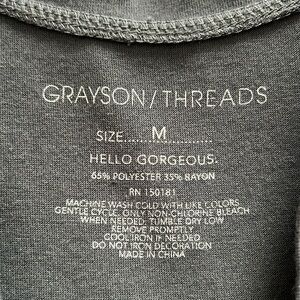 GRAYSON/THREADS
SIZE..........M..........
HELLO GORGEOUS.
65% POLYESTER 35% RAYON
RN 150181
MACHINE WASH COLD WITH LIKE COLORS
GENTLE CYCLE, ONLY NON-CHLORINE BLEACH
WHEN NEEDED; TUMBLE DRY LOW
REMOVE PROMPTLY
COOL IRON IF NEEDED
DO NOT IRON DECORATION
MADE IN CHINA